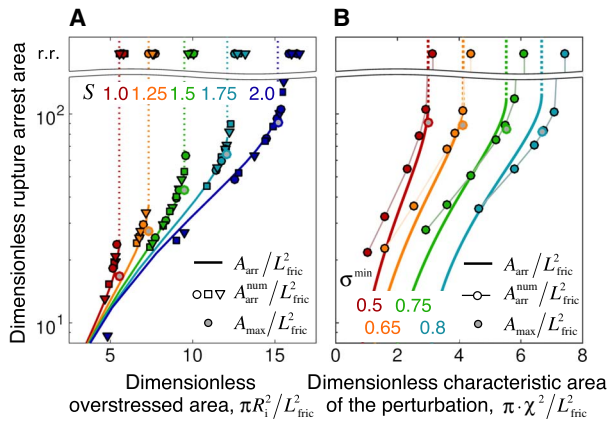 A
B
r.r.
S 1.0 1.25 1.5 1.75 2.0
10²
10¹
Dimensionless rupture arrest area
A_arr/L²_fric
A^num_arr/L²_fric
A_max/L²_fric
5 10 15
Dimensionless
overstressed area, πR²_i/L²_fric
σ^min
0.5 0.75
0.65 0.8
A_arr/L²_fric
A^num_arr/L²_fric
A_max/L²_fric
0 2 4 6 8
Dimensionless characteristic area
of the perturbation, π·χ²/L²_fric